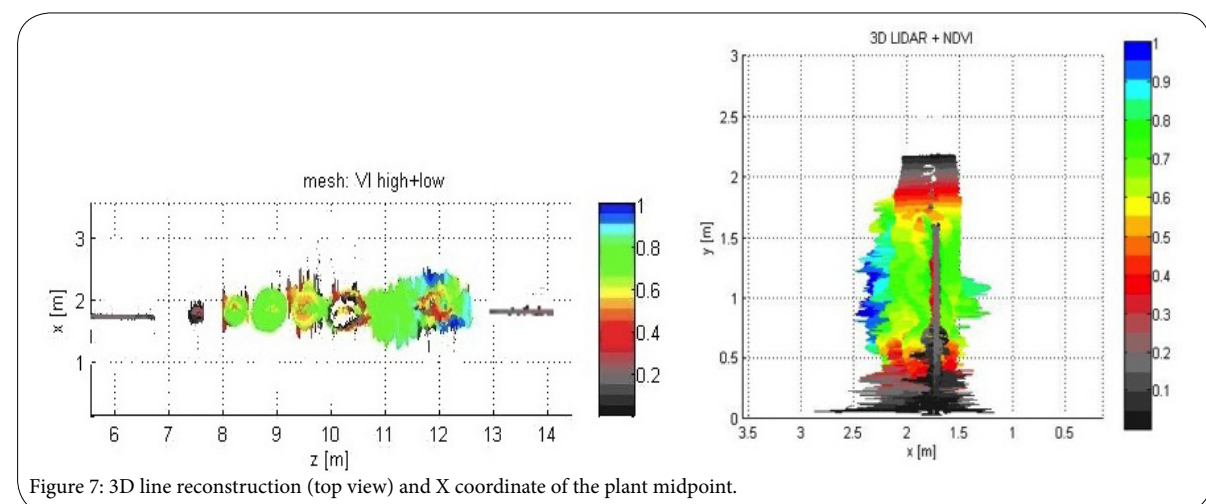 mesh: VI high+low
x [m]
3
2
1
6 7 8 9 10 11 12 13 14
z [m]
1
0.8
0.6
0.4
0.2
3D LIDAR + NDVI
y [m]
3
2.5
2
1.5
1
0.5
0
3.5 3 2.5 2 1.5 1 0.5
x [m]
1
0.9
0.8
0.7
0.6
0.5
0.4
0.3
0.2
0.1
Figure 7: 3D line reconstruction (top view) and X coordinate of the plant midpoint.